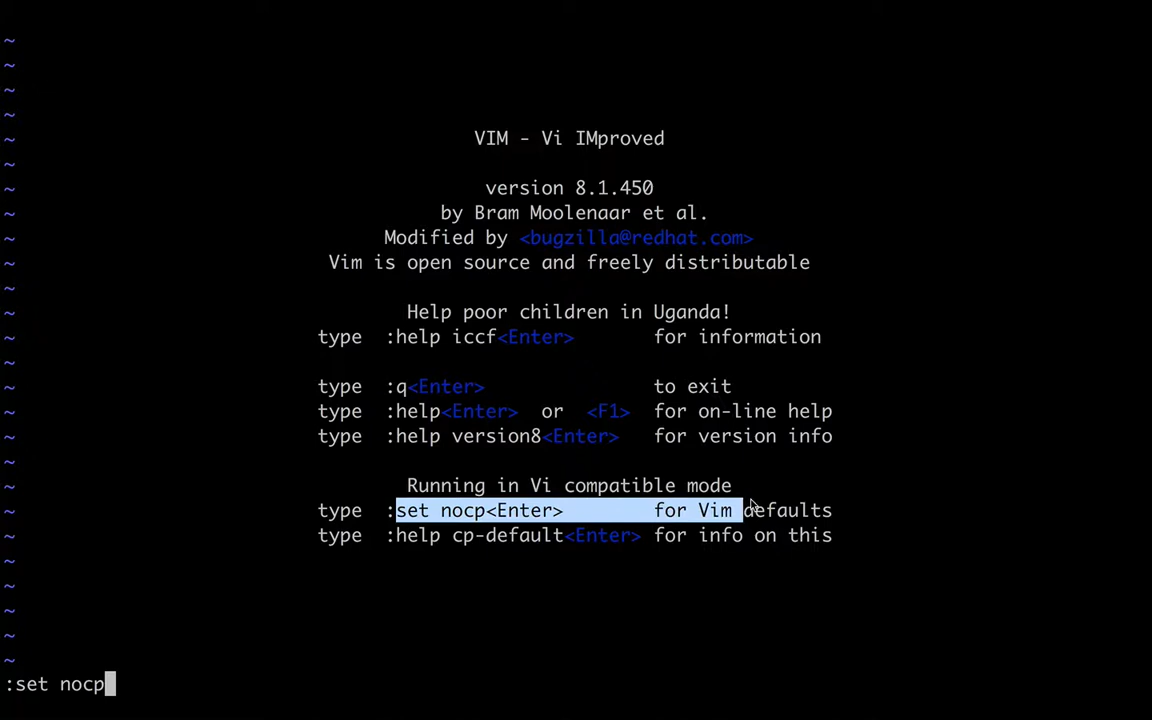 ~
~
~
~
~ VIM - Vi IMproved
~
~ version 8.1.450
~ by Bram Moolenaar et al.
~ Modified by <bugzilla@redhat.com>
~ Vim is open source and freely distributable
~
~ Help poor children in Uganda!
~ type :help iccf<Enter> for information
~
~ type :q<Enter> to exit
~ type :help<Enter> or <F1> for on-line help
~ type :help version8<Enter> for version info
~
~ Running in Vi compatible mode
~ type :set nocp<Enter> for Vim defaults
~ type :help cp-default<Enter> for info on this
~
~
~
~
~
:set nocp